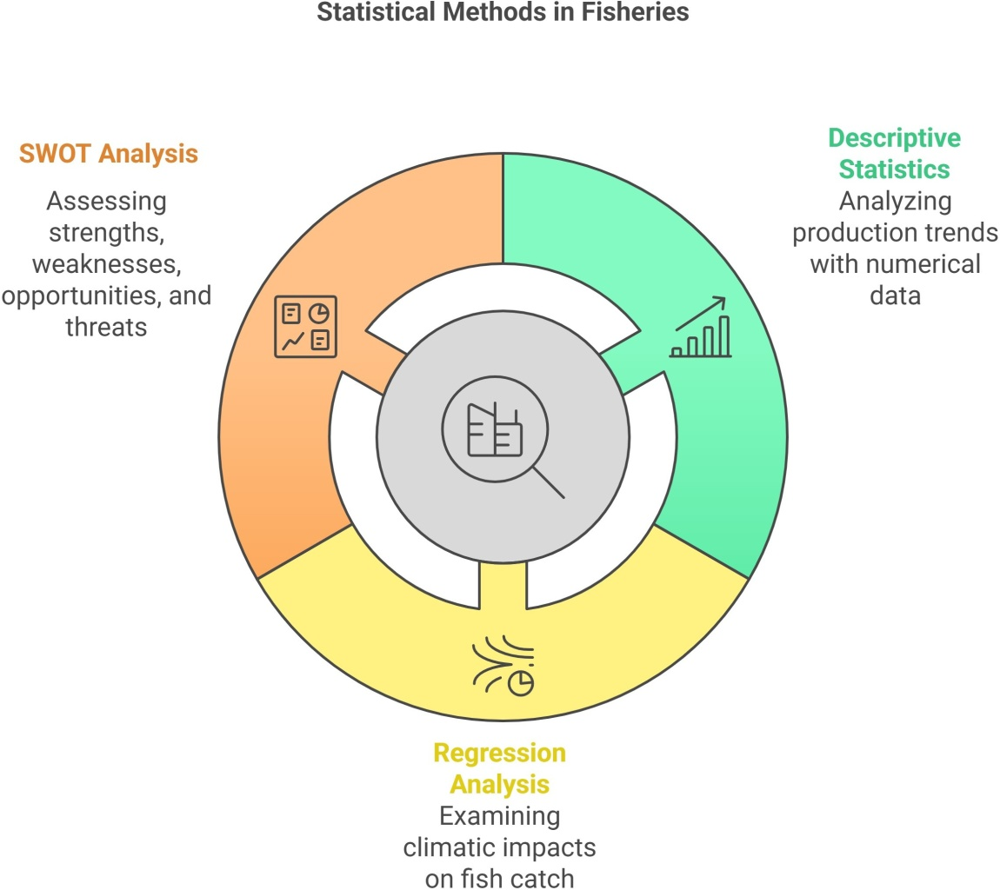 Statistical Methods in Fisheries
SWOT Analysis
Assessing
strengths,
weaknesses,
opportunities, and
threats
Descriptive
Statistics
Analyzing
production trends
with numerical
data
Regression
Analysis
Examining
climatic impacts
on fish catch